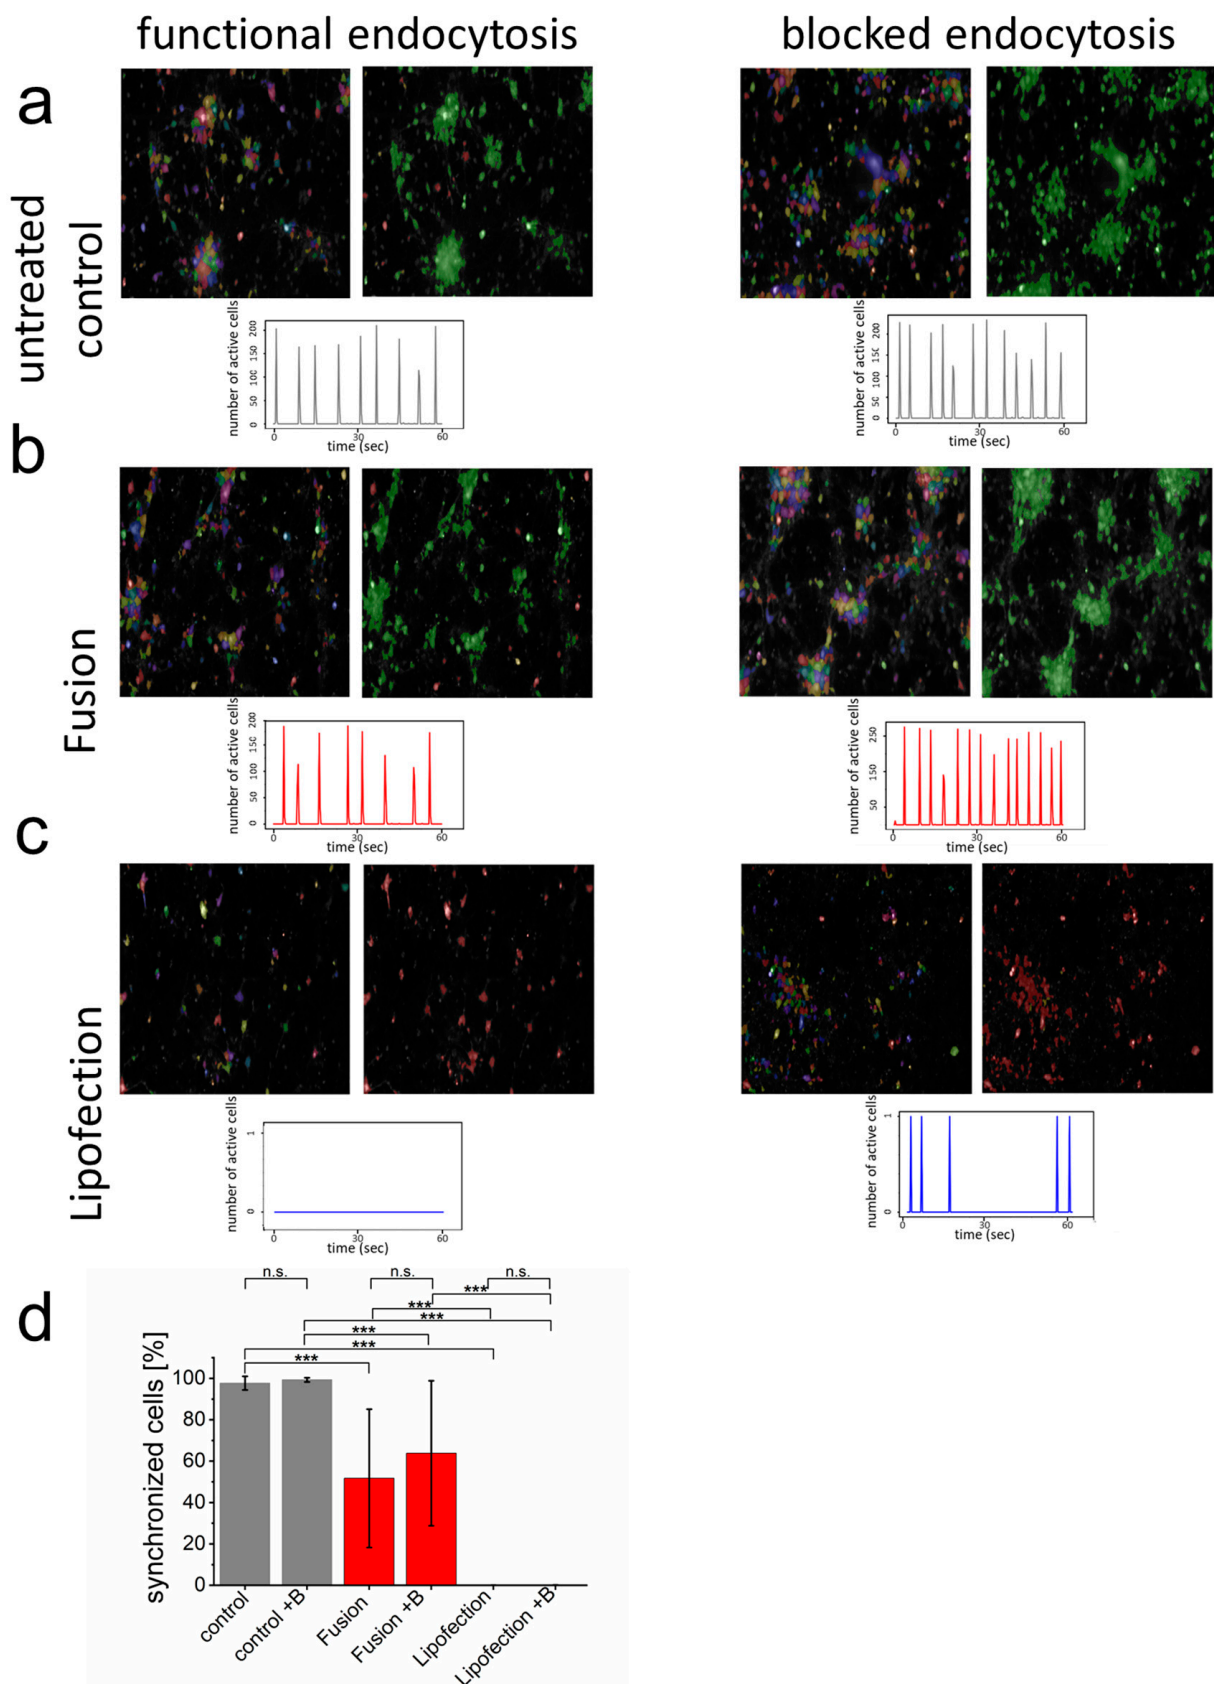 functional endocytosis
blocked endocytosis
a
untreated
control
number of active cells
200
150
100
50
0
0
30
60
time (sec)
number of active cells
200
150
100
50
0
0
30
60
time (sec)
b
Fusion
number of active cells
200
150
100
50
0
0
30
60
time (sec)
number of active cells
250
150
50
0
30
60
time (sec)
c
Lipofection
number of active cells
1
0
0
30
60
time (sec)
number of active cells
1
0
0
30
60
time (sec)
d
n.s.
n.s.
n.s.
***
***
***
***
***
***
synchronized cells [%]
100
80
60
40
20
0
control
control +B
Fusion
Fusion +B
Lipofection
Lipofection +B